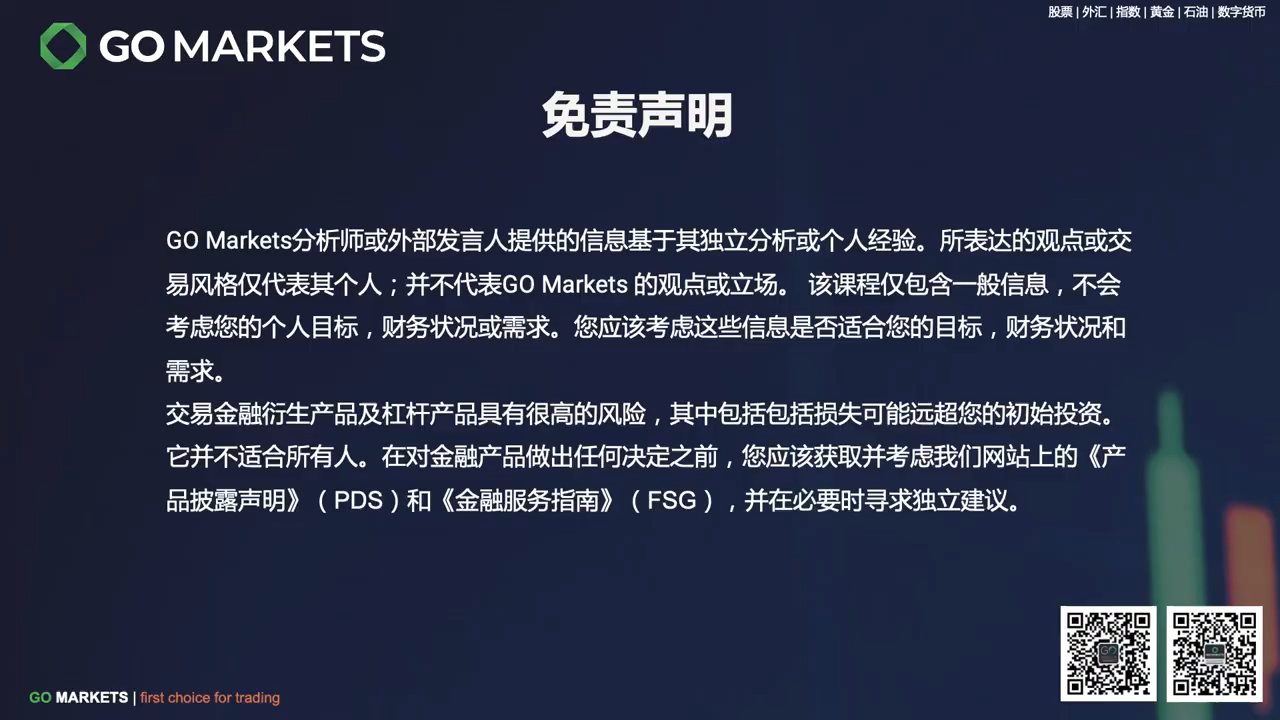 股票 | 外汇 | 指数 | 黄金 | 石油 | 数字货币
GO MARKETS
免责声明
GO Markets分析师或外部发言人提供的信息基于其独立分析或个人经验。所表达的观点或交
易风格仅代表其个人；并不代表GO Markets 的观点或立场。 该课程仅包含一般信息，不会
考虑您的个人目标，财务状况或需求。您应该考虑这些信息是否适合您的目标，财务状况和
需求。
交易金融衍生产品及杠杆产品具有很高的风险，其中包括包括损失可能远超您的初始投资。
它并不适合所有人。在对金融产品做出任何决定之前，您应该获取并考虑我们网站上的《产
品披露声明》（PDS）和《金融服务指南》（FSG），并在必要时寻求独立建议。
GO MARKETS | first choice for trading